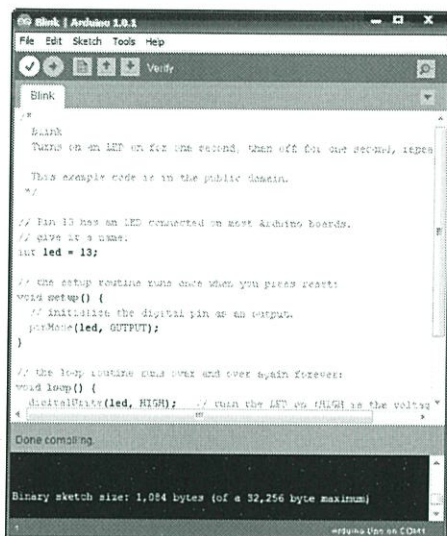 Blink | Arduino 1.0.1
File Edit Sketch Tools Help
Verify
Blink
/*
Blink
Turns on an LED on for one second, then off for one second, repea
This example code is in the public domain.
*/
// Pin 13 has an LED connected on most Arduino boards.
// give it a name:
int led = 13;
// the setup routine runs once when you press reset:
void setup() {
// initialize the digital pin as an output.
pinMode(led, OUTPUT);
}
// the loop routine runs over and over again forever:
void loop() {
digitalWrite(led, HIGH); // turn the LED on (HIGH is the voltag
Done compiling.
Binary sketch size: 1,084 bytes (of a 32,256 byte maximum)
1
Arduino Uno on COM1